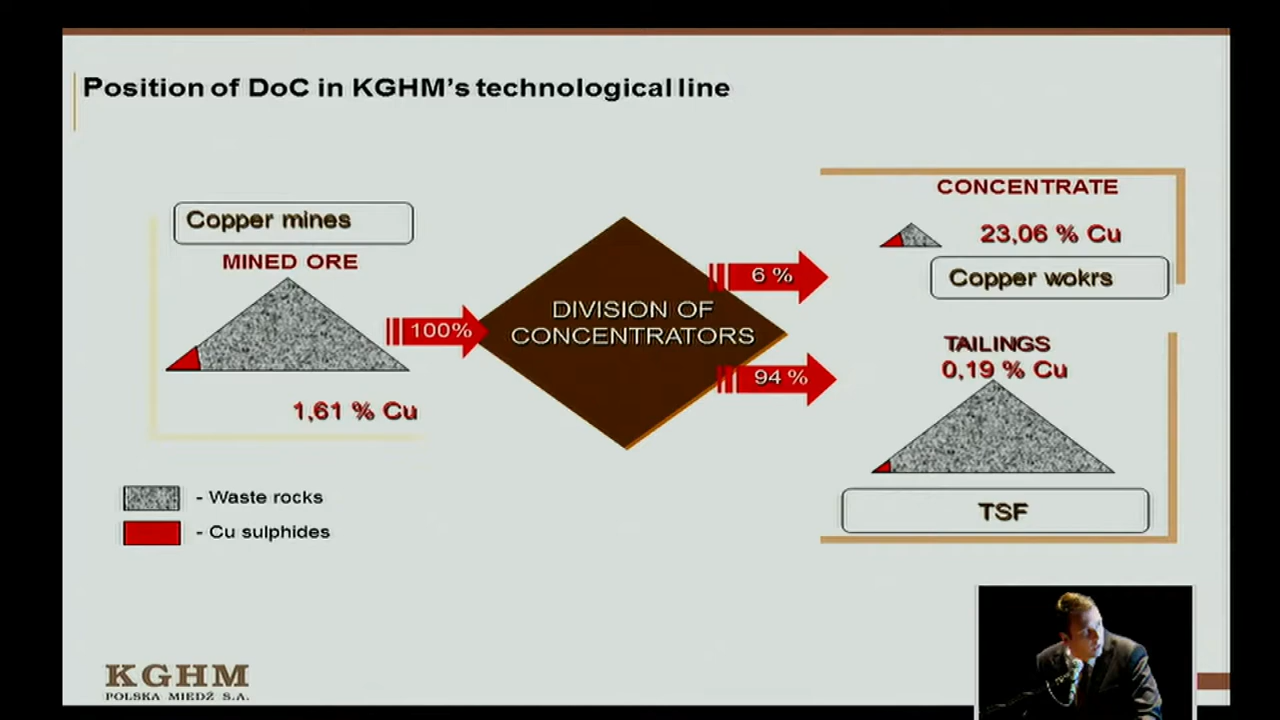 Position of DoC in KGHM's technological line
Copper mines
MINED ORE
100%
1,61 % Cu
DIVISION OF
CONCENTRATORS
6 %
94 %
CONCENTRATE
23,06 % Cu
Copper wokrs
TAILINGS
0,19 % Cu
TSF
- Waste rocks
- Cu sulphides
KGHM
POLSKA MIEDŹ S.A.